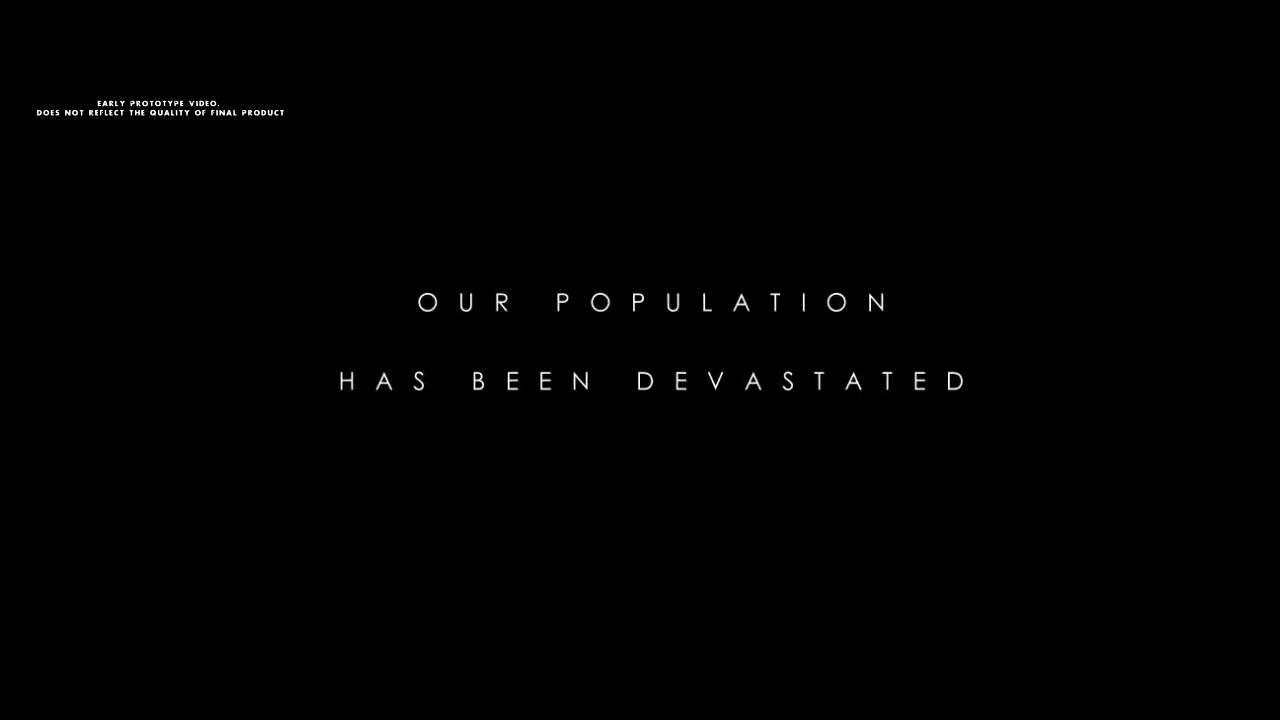 EARLY PROTOTYPE VIDEO.
DOES NOT REFLECT THE QUALITY OF FINAL PRODUCT
OUR POPULATION
HAS BEEN DEVASTATED